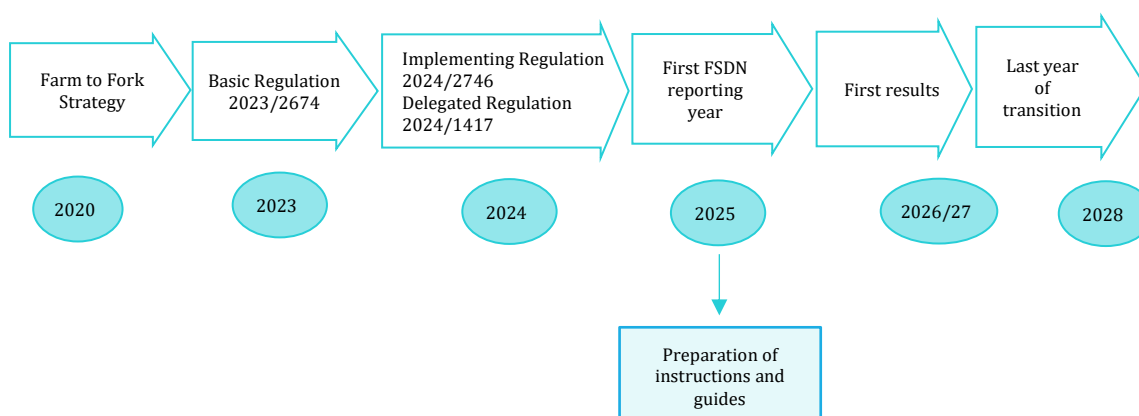 Farm to Fork
Strategy
Basic Regulation
2023/2674
Implementing Regulation
2024/2746
Delegated Regulation
2024/1417
First FSDN
reporting
year
First results
Last year
of
transition
2020
2023
2024
2025
2026/27
2028
Preparation of
instructions and
guides